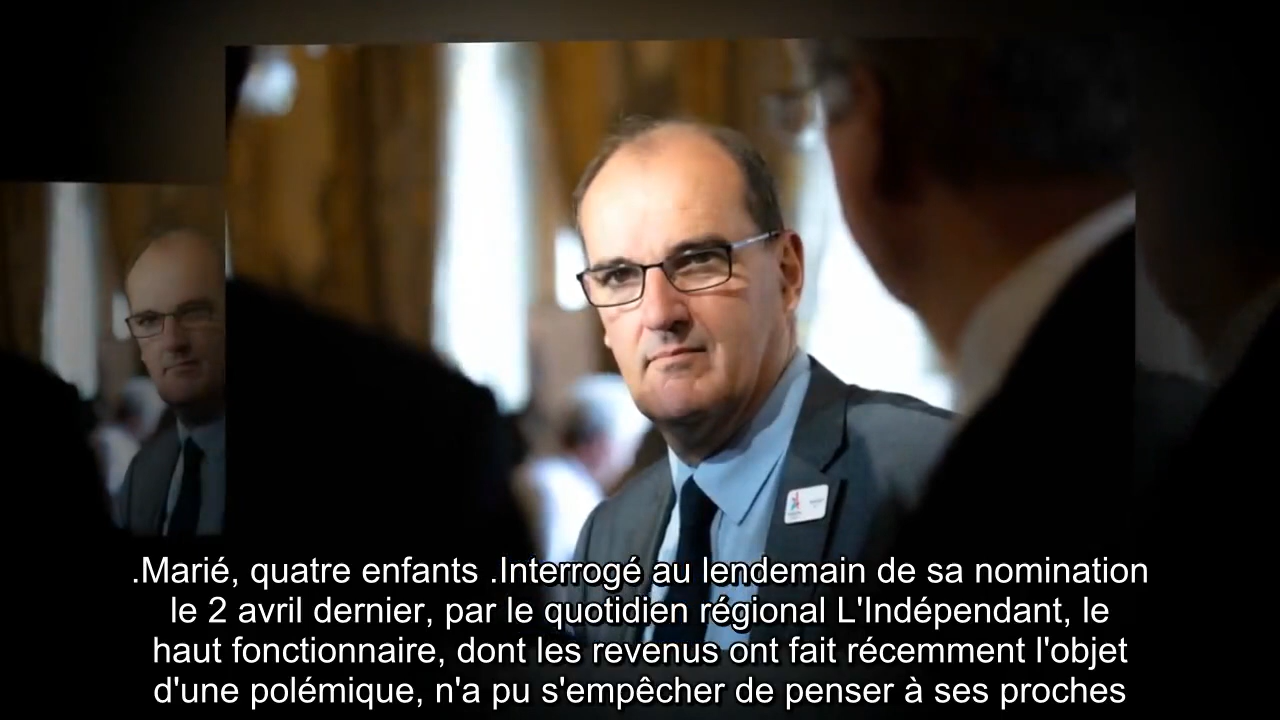 .Marié, quatre enfants .Interrogé au lendemain de sa nomination
le 2 avril dernier, par le quotidien régional L'Indépendant, le
haut fonctionnaire, dont les revenus ont fait récemment l'objet
d'une polémique, n'a pu s'empêcher de penser à ses proches